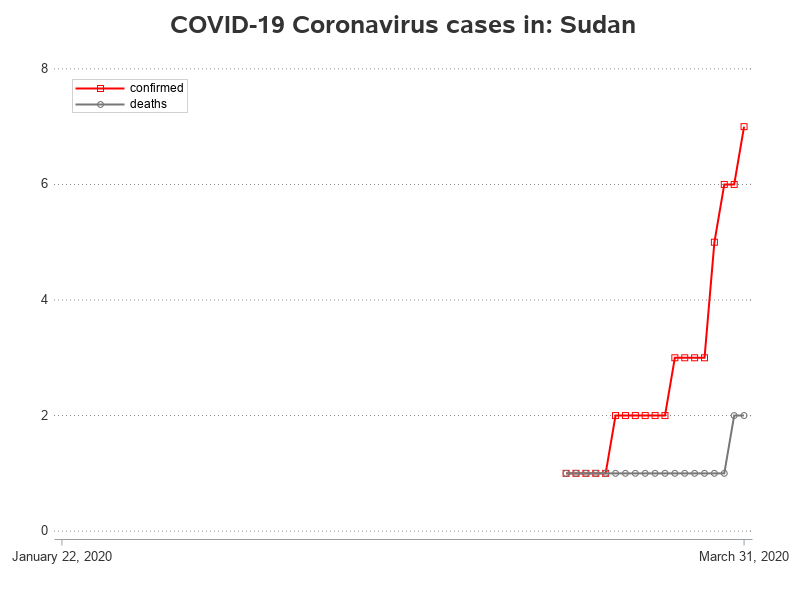 COVID-19 Coronavirus cases in: Sudan
8
confirmed
deaths
6
4
2
0
January 22, 2020
March 31, 2020